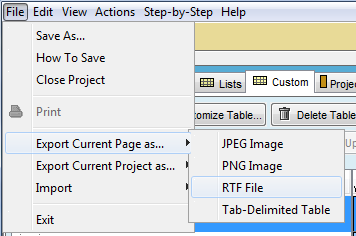 File Edit View Actions Step-by-Step Help
Save As...
How To Save
Close Project
Lists Custom
Print
Delete Table
Export Current Page as...
JPEG Image
Export Current Project as...
PNG Image
Import
RTF File
Exit
Tab-Delimited Table